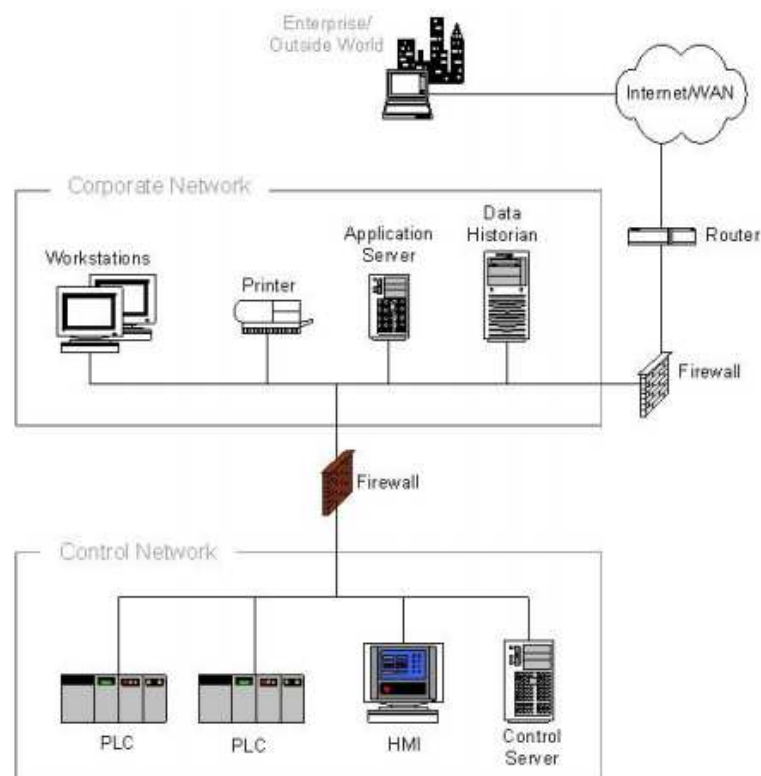 Enterprise/
Outside World
Internet/WAN
Corporate Network
Workstations
Printer
Application
Server
Data
Historian
Router
Firewall
Firewall
Control Network
PLC
PLC
HMI
Control
Server